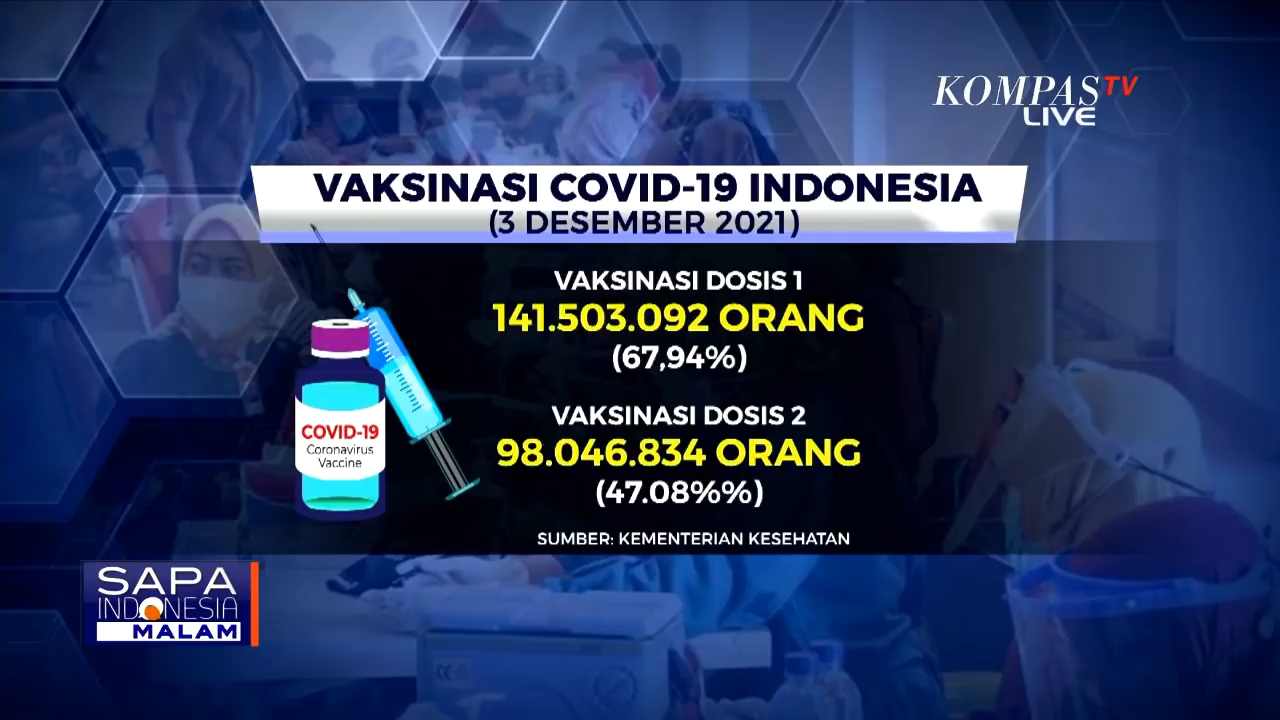 KOMPAS TV
LIVE
VAKSINASI COVID-19 INDONESIA
(3 DESEMBER 2021)
VAKSINASI DOSIS 1
141.503.092 ORANG
(67,94%)
VAKSINASI DOSIS 2
98.046.834 ORANG
(47.08%%)
SUMBER: KEMENTERIAN KESEHATAN
COVID-19
Coronavirus
Vaccine
SAPA
INDONESIA
MALAM